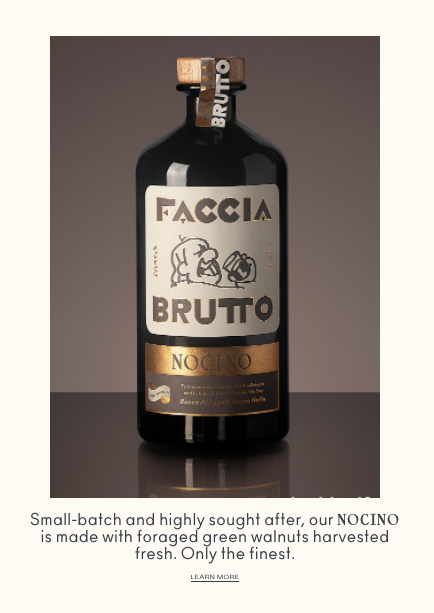 BRUTTO
FACCIA
BRUTTO
NOCINO
Small-batch and highly sought after, our NOCINO
is made with foraged green walnuts harvested
fresh. Only the finest.
LEARN MORE